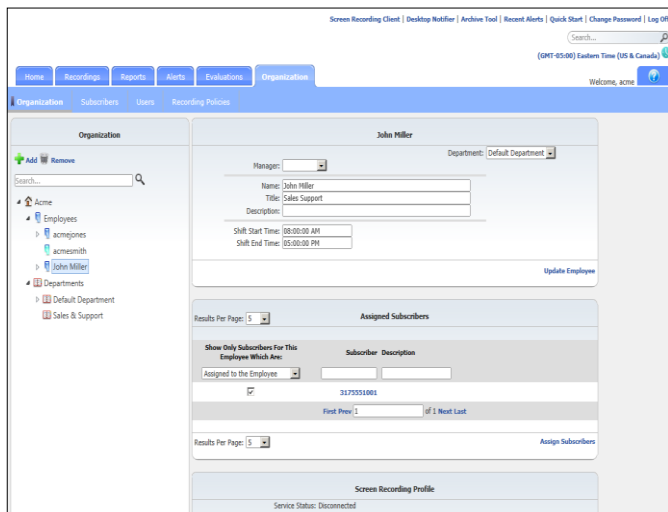 Screen Recording Client | Desktop Notifier | Archive Tool | Recent Alerts | Quick Start | Change Password | Log Off
Search...
(GMT-05:00) Eastern Time (US & Canada)
Home Recordings Reports Alerts Evaluations Organization
Welcome, acme
Organization Subscribers Users Recording Policies
Organization
Add Remove
Search...
Acme
Employees
acmejones
acmesmith
John Miller
Departments
Default Department
Sales & Support
John Miller
Department: Default Department
Manager:
Name: John Miller
Title: Sales Support
Description:
Shift Start Time: 08:00:00 AM
Shift End Time: 05:00:00 PM
Update Employee
Results Per Page: 5 Assigned Subscribers
Show Only Subscribers For This
Employee Which Are: Subscriber Description
Assigned to the Employee
3175551001
First Prev 1 of 1 Next Last
Results Per Page: 5 Assign Subscribers
Screen Recording Profile
Service Status: Disconnected